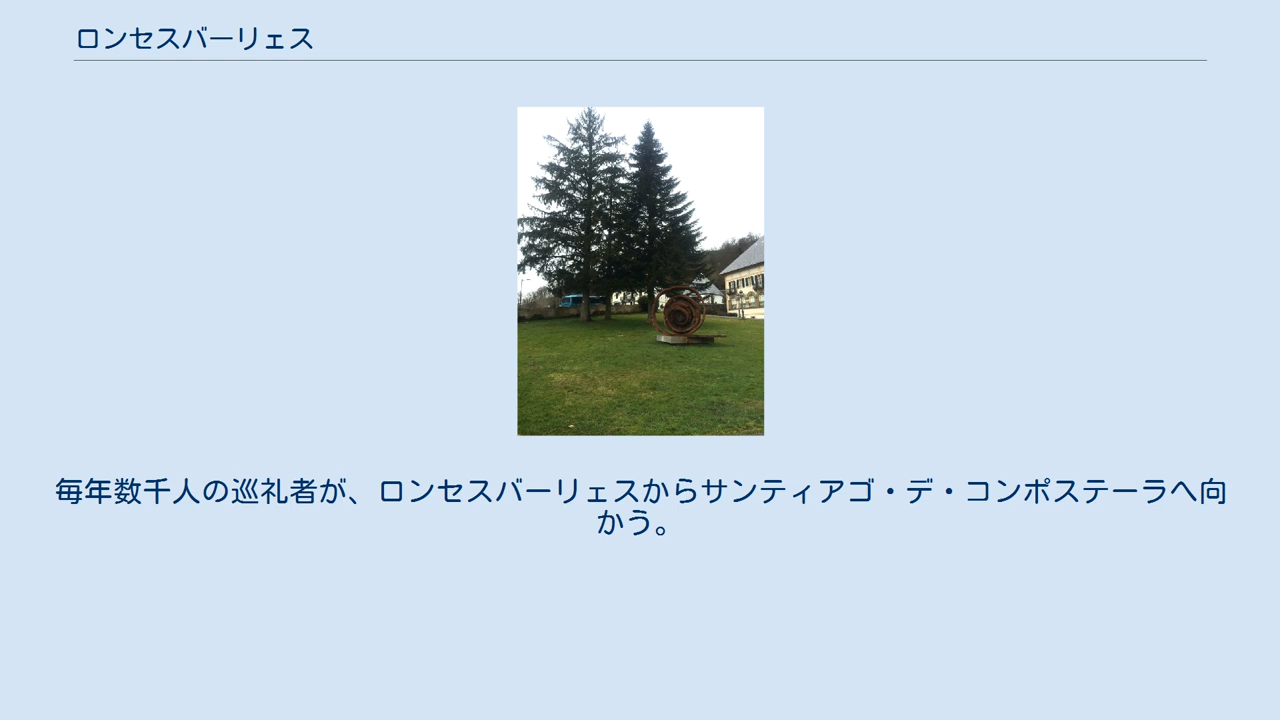 ロンセスバーリェス
毎年数千人の巡礼者が、ロンセスバーリェスからサンティアゴ・デ・コンポステーラへ向
かう。